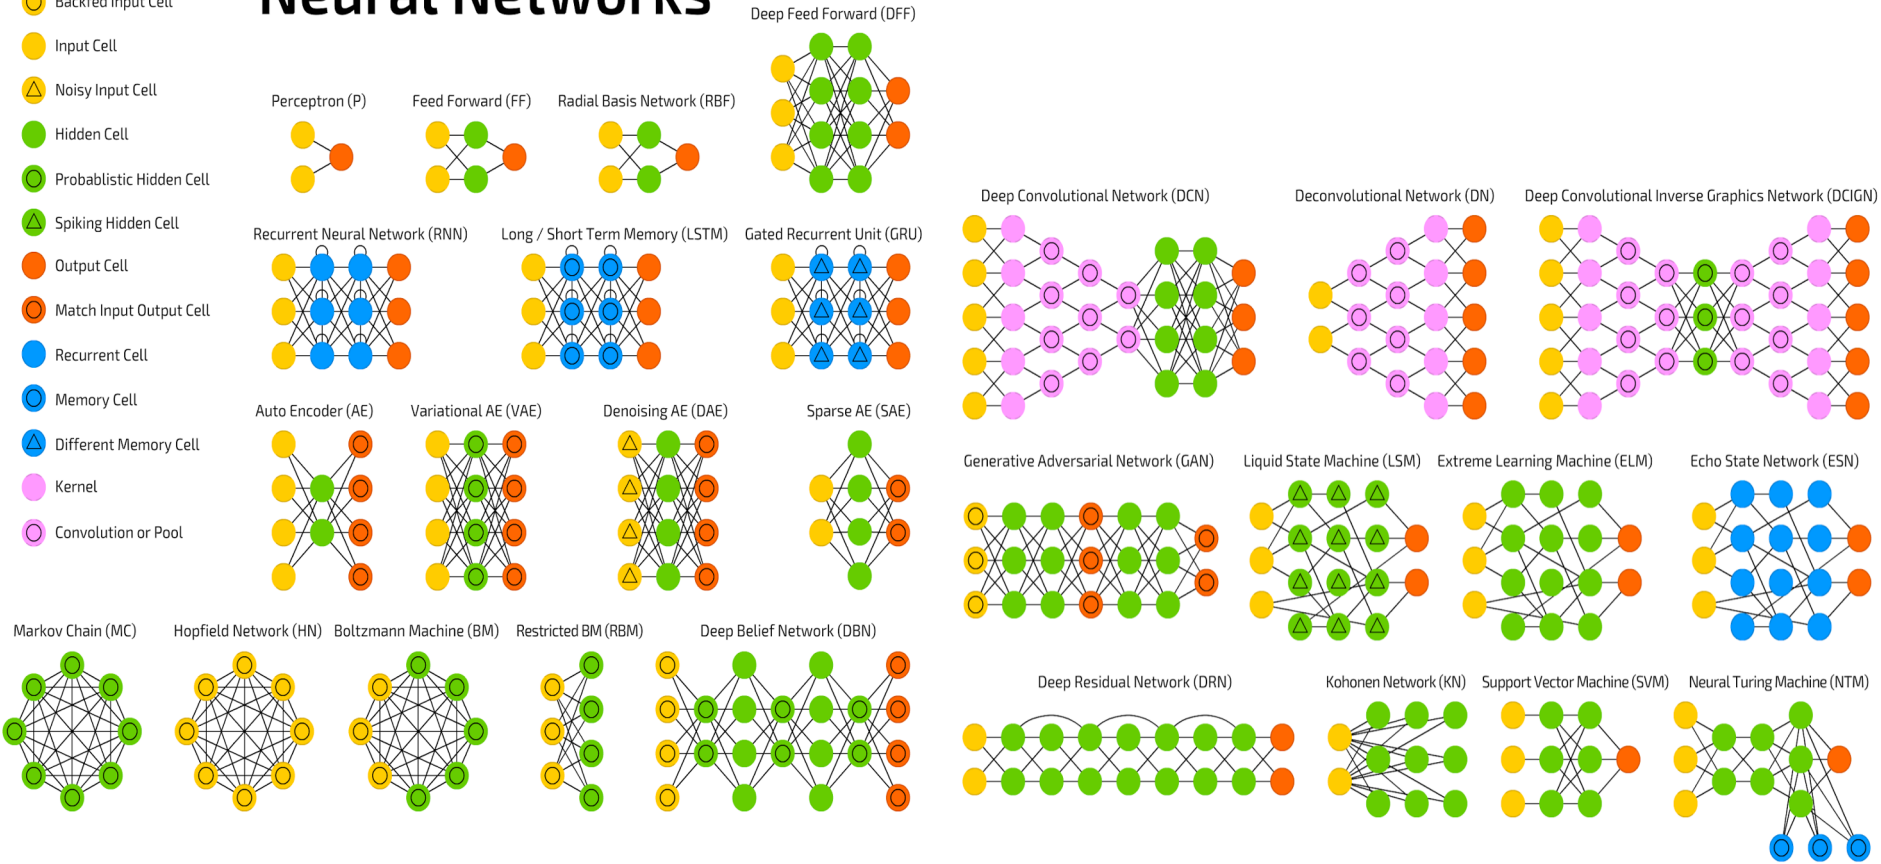 Backfed Input Cell
Neural Networks
Deep Feed Forward (DFF)
Input Cell
Noisy Input Cell
Perceptron (P)
Feed Forward (FF)
Radial Basis Network (RBF)
Hidden Cell
Probablistic Hidden Cell
Spiking Hidden Cell
Deep Convolutional Network (DCN)
Deconvolutional Network (DN)
Deep Convolutional Inverse Graphics Network (DCIGN)
Recurrent Neural Network (RNN)
Long / Short Term Memory (LSTM)
Gated Recurrent Unit (GRU)
Output Cell
Match Input Output Cell
Recurrent Cell
Memory Cell
Auto Encoder (AE)
Variational AE (VAE)
Denoising AE (DAE)
Sparse AE (SAE)
Different Memory Cell
Generative Adversarial Network (GAN)
Liquid State Machine (LSM)
Extreme Learning Machine (ELM)
Echo State Network (ESN)
Kernel
Convolution or Pool
Markov Chain (MC)
Hopfield Network (HN)
Boltzmann Machine (BM)
Restricted BM (RBM)
Deep Belief Network (DBN)
Deep Residual Network (DRN)
Kohonen Network (KN)
Support Vector Machine (SVM)
Neural Turing Machine (NTM)